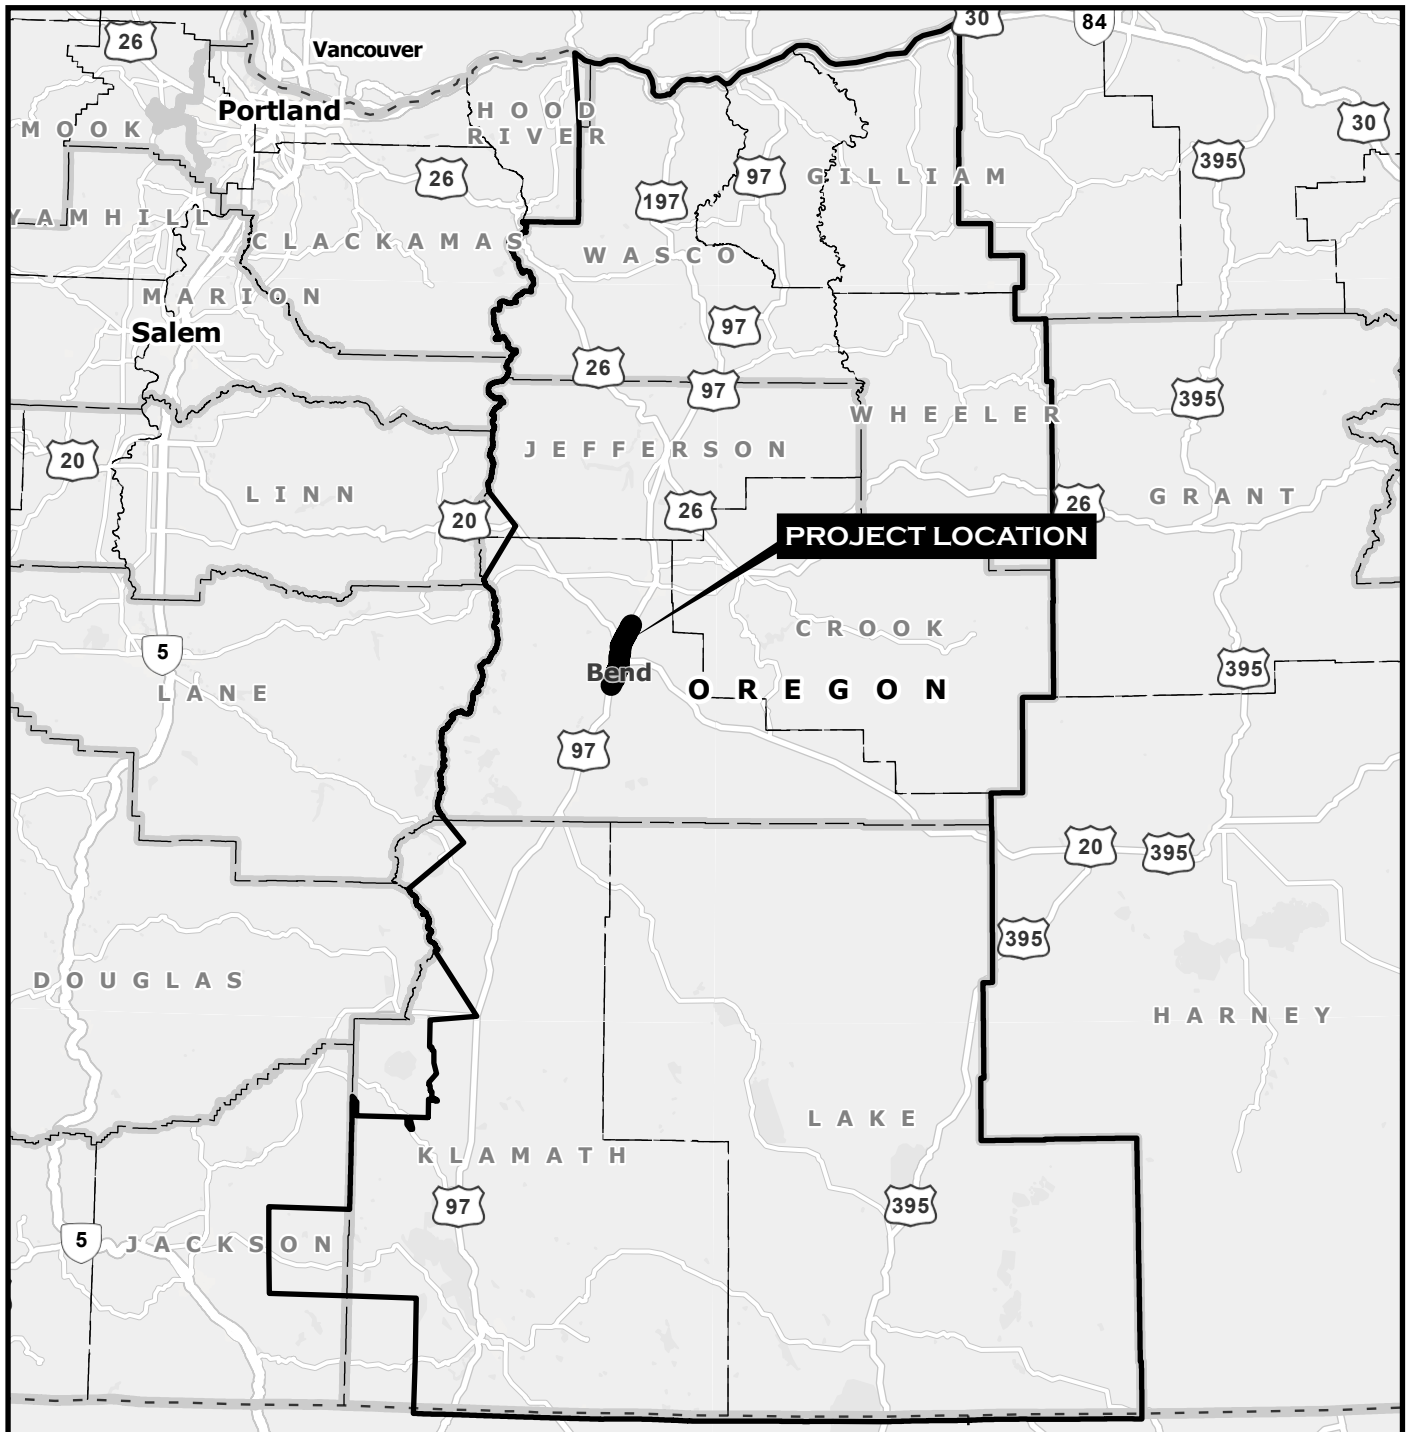 30
84
26
Vancouver
Portland
HOOD
RIVER
MOOK
30
395
26
197
97
GILLIAM
YAMHILL
CLACKAMAS
WASCO
MARION
Salem
97
26
97
395
WHEELER
JEFFERSON
20
LINN
20
26
26
GRANT
PROJECT LOCATION
CROOK
5
Bend
OREGON
395
LANE
97
20
395
395
DOUGLAS
HARNEY
LAKE
KLAMATH
97
395
5
JACKSON